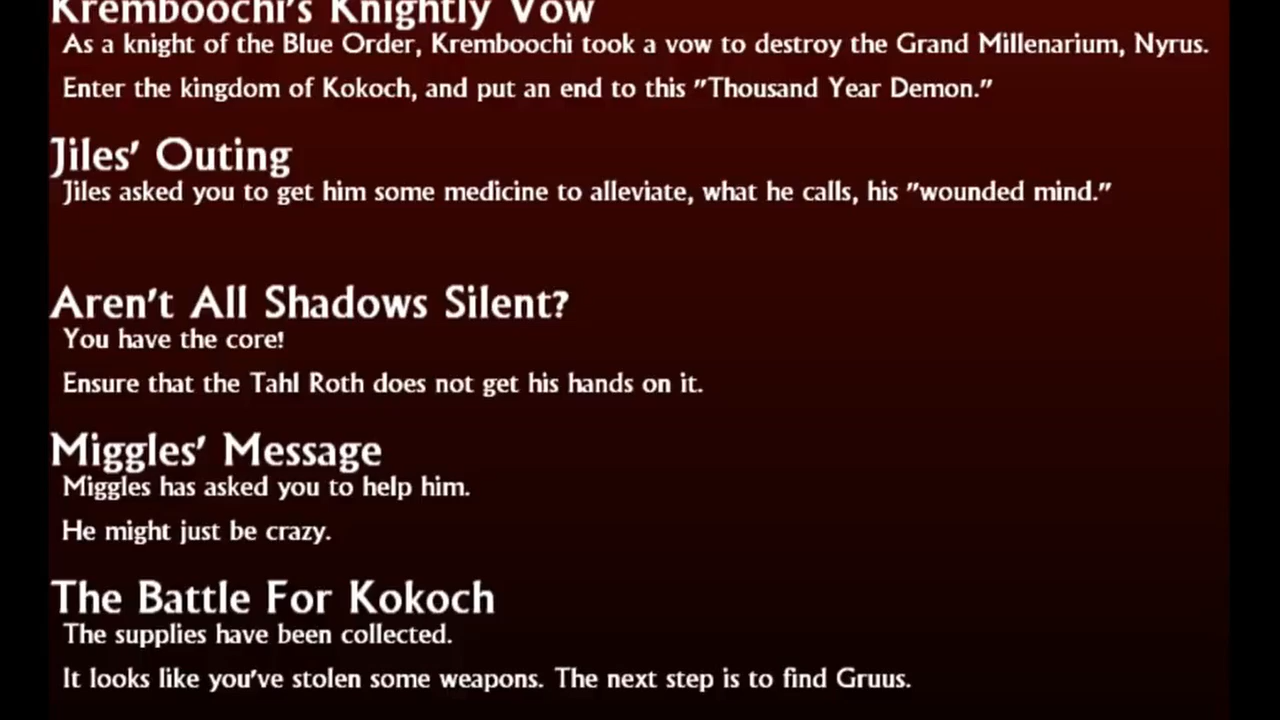 Kremboochi's Knightly Vow
As a knight of the Blue Order, Kremboochi took a vow to destroy the Grand Millenarium, Nyrus.
Enter the kingdom of Kokoch, and put an end to this "Thousand Year Demon."
Jiles' Outing
Jiles asked you to get him some medicine to alleviate, what he calls, his "wounded mind."
Aren't All Shadows Silent?
You have the core!
Ensure that the Tahl Roth does not get his hands on it.
Miggles' Message
Miggles has asked you to help him.
He might just be crazy.
The Battle For Kokoch
The supplies have been collected.
It looks like you've stolen some weapons. The next step is to find Gruus.